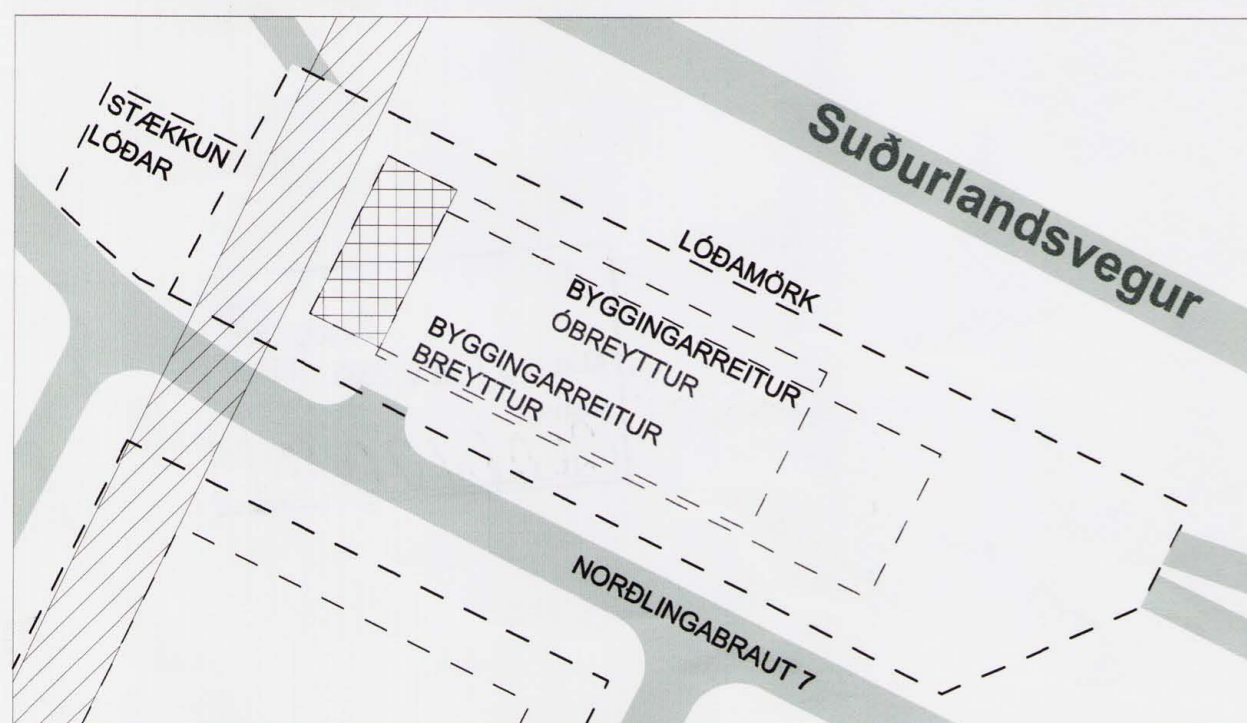 STÆKKUN
LÓÐAR
Suðurlandsvegur
LÓÐAMÖRK
BYGGINGARREITUR
ÓBREYTTUR
BYGGINGARREITUR
BREYTTUR
NORÐLINGABRAUT 7